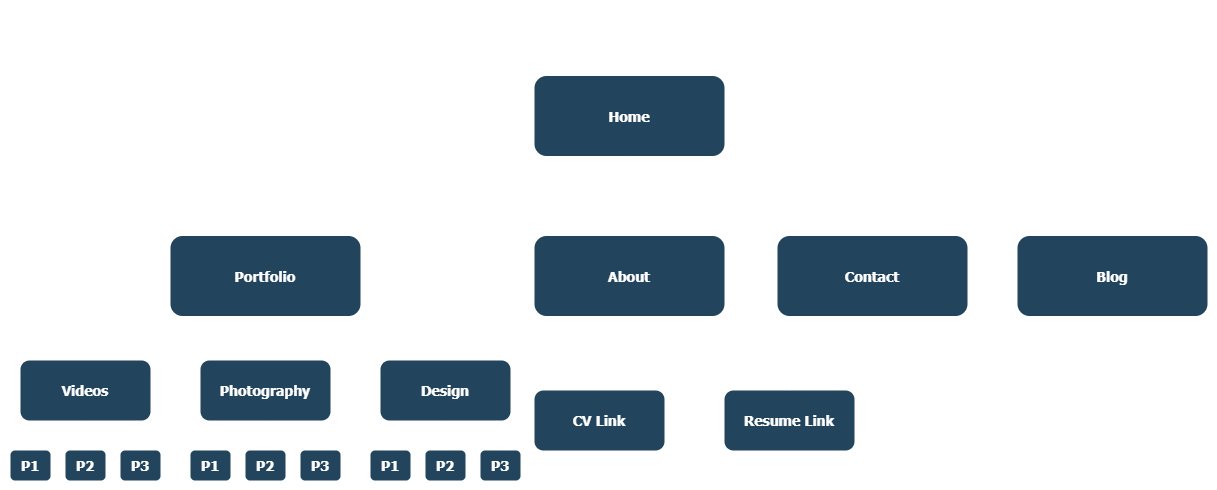 Home
Portfolio
About
Contact
Blog
Videos
Photography
Design
CV Link
Resume Link
P1
P2
P3
P1
P2
P3
P1
P2
P3